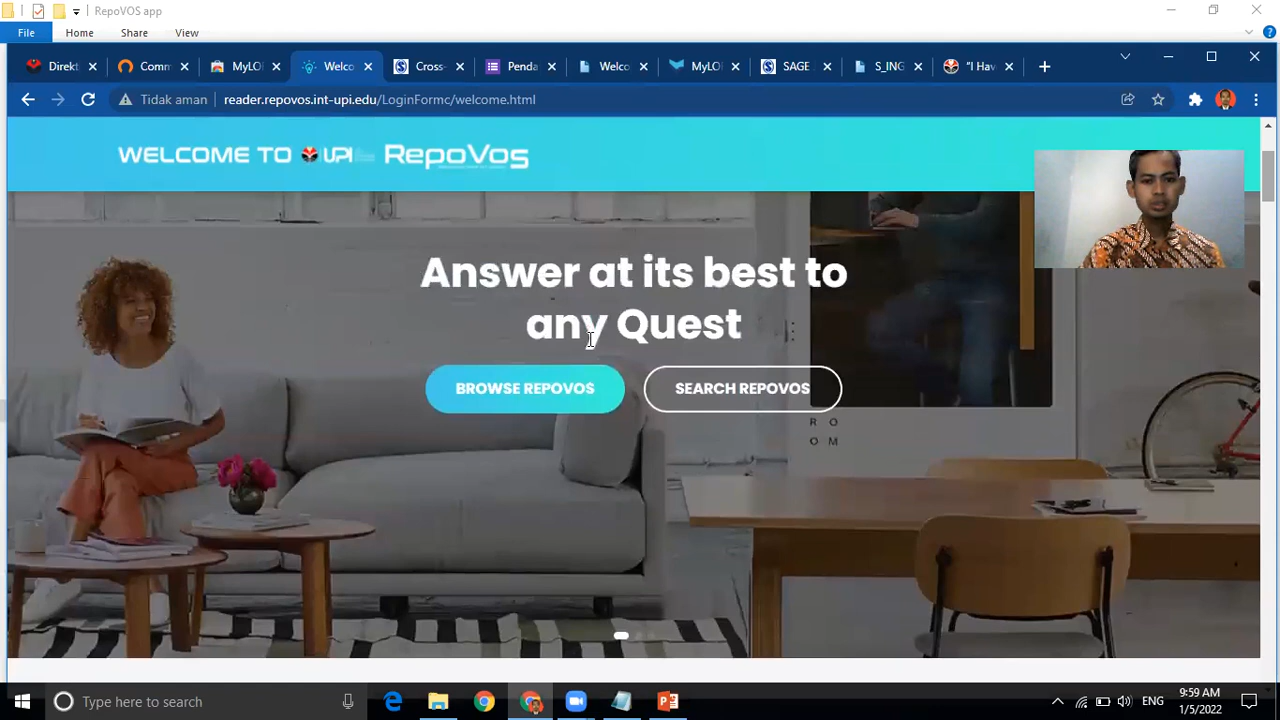 RepoVOS app
File Home Share View
Direkt
Comm
MyLOI
Welco
Cross-
Penda
Welco
MyLOI
SAGE
S_ING
"I Hav
Tidak aman reader.repovos.int-upi.edu/LoginFormc/welcome.html
WELCOME TO UPI RepoVos
Answer at its best to
any Quest
BROWSE REPOVOS SEARCH REPOVOS
R O
O M
Type here to search
ENG
9:59 AM
1/5/2022